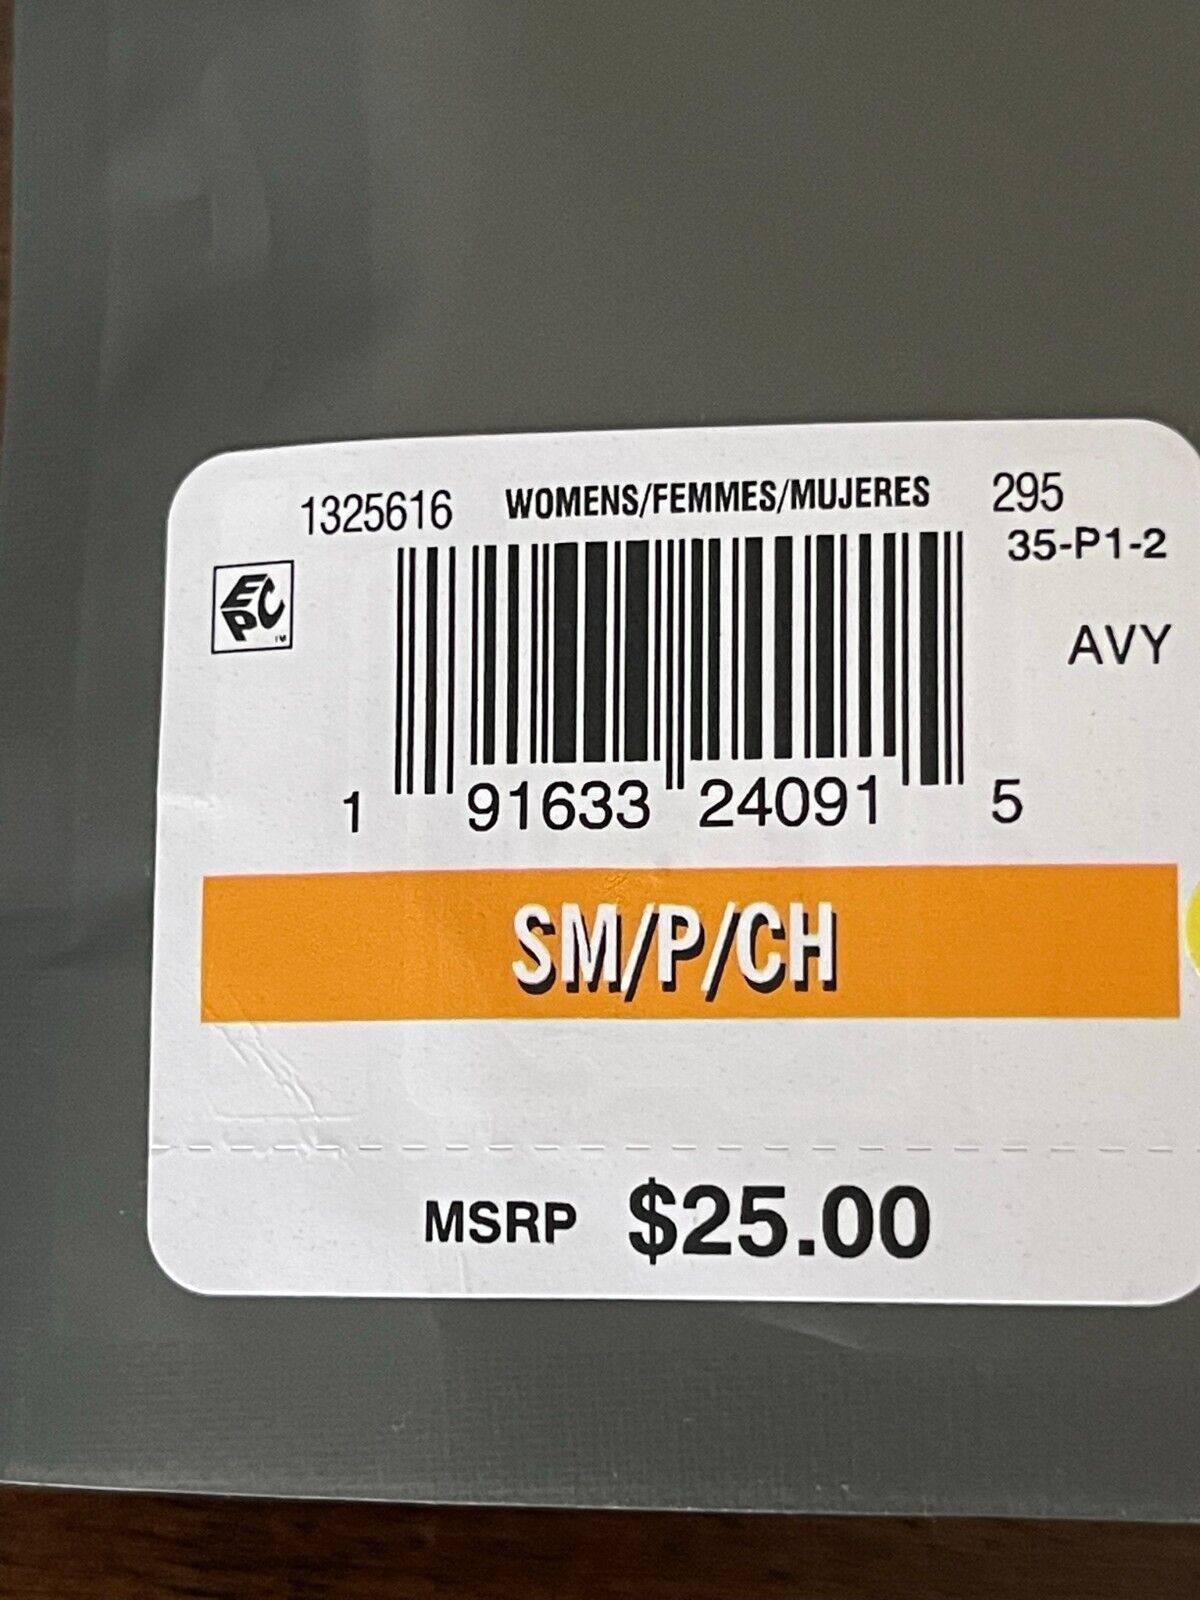 1325616 WOMENS/FEMMES/MUJERES 295
35-P1-2
EPC
TM
AVY
1 91633 24091 5
SM/P/CH
MSRP $25.00